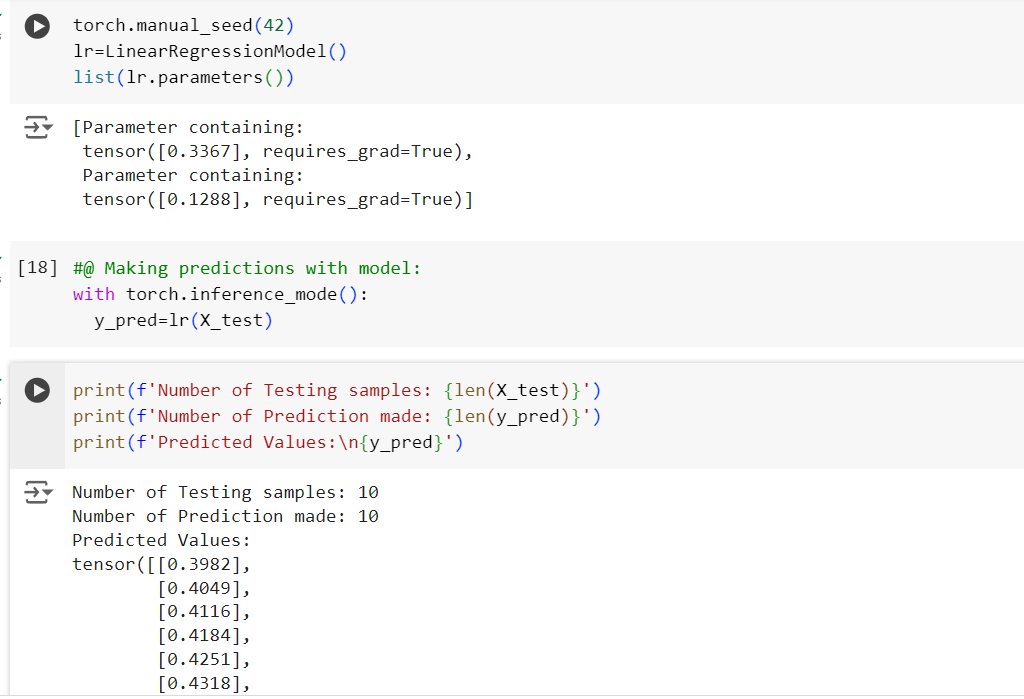 torch.manual_seed(42)
lr=LinearRegressionModel()
list(lr.parameters())
[Parameter containing:
 tensor([0.3367], requires_grad=True),
 Parameter containing:
 tensor([0.1288], requires_grad=True)]
[18] #@ Making predictions with model:
with torch.inference_mode():
  y_pred=lr(X_test)
print(f'Number of Testing samples: {len(X_test)}')
print(f'Number of Prediction made: {len(y_pred)}')
print(f'Predicted Values:\n{y_pred}')
Number of Testing samples: 10
Number of Prediction made: 10
Predicted Values:
tensor([[0.3982],
        [0.4049],
        [0.4116],
        [0.4184],
        [0.4251],
        [0.4318],